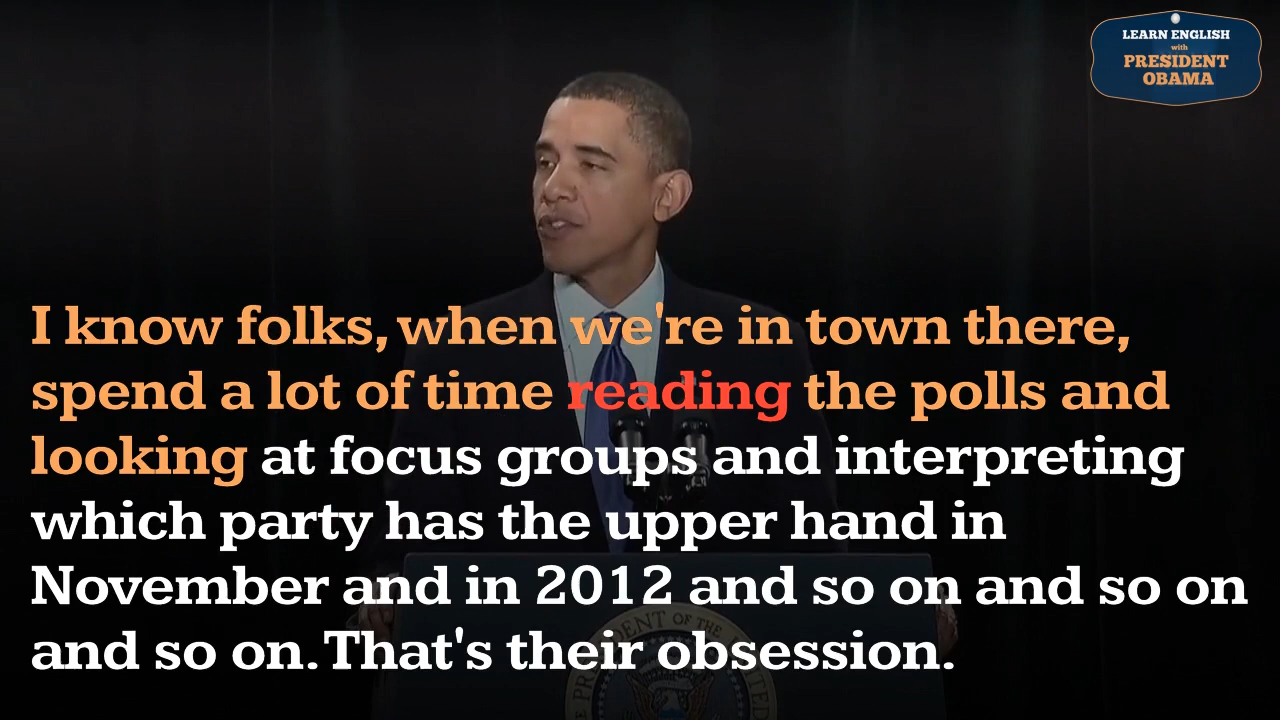 LEARN ENGLISH
with
PRESIDENT
OBAMA
I know folks, when we're in town there,
spend a lot of time reading the polls and
looking at focus groups and interpreting
which party has the upper hand in
November and in 2012 and so on and so on
and so on. That's their obsession.